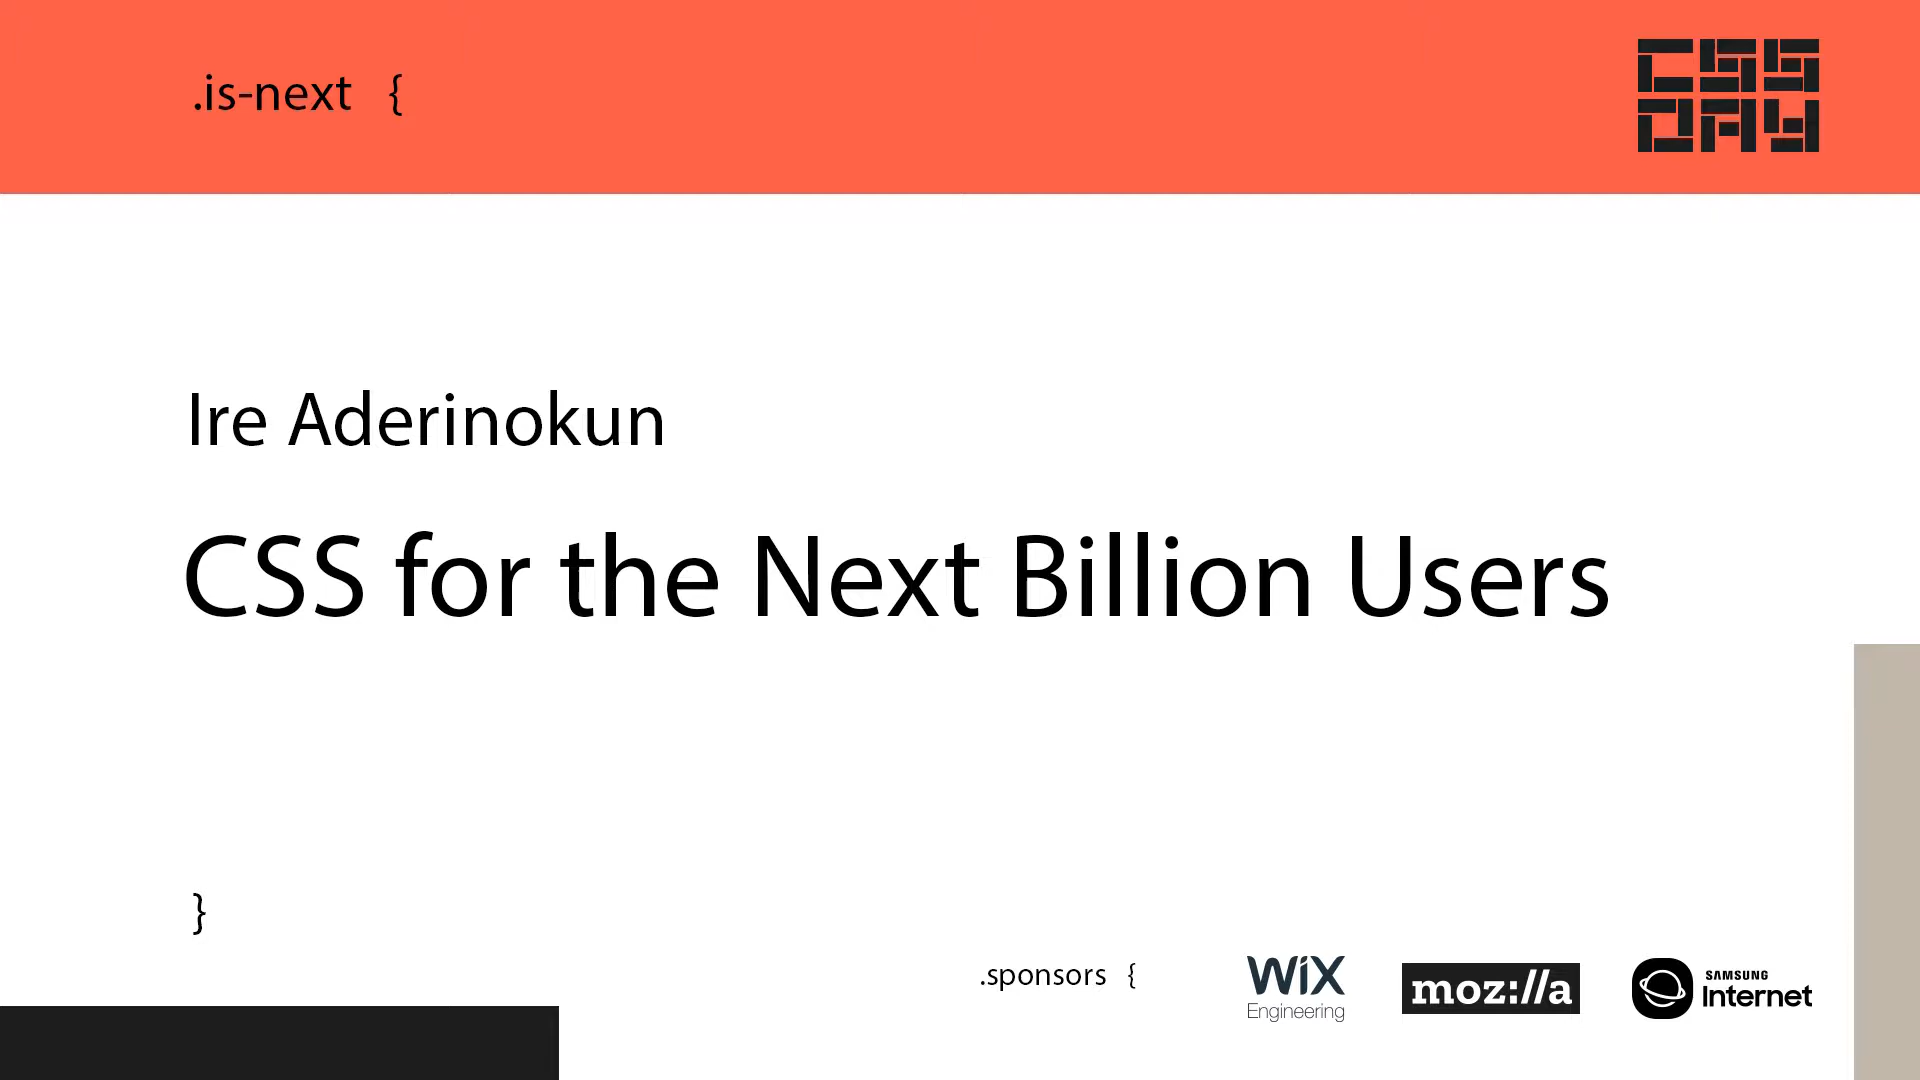 .is-next {
CSS
DAY
Ire Aderinokun
CSS for the Next Billion Users
}
.sponsors {
WiX
Engineering
moz://a
SAMSUNG
Internet